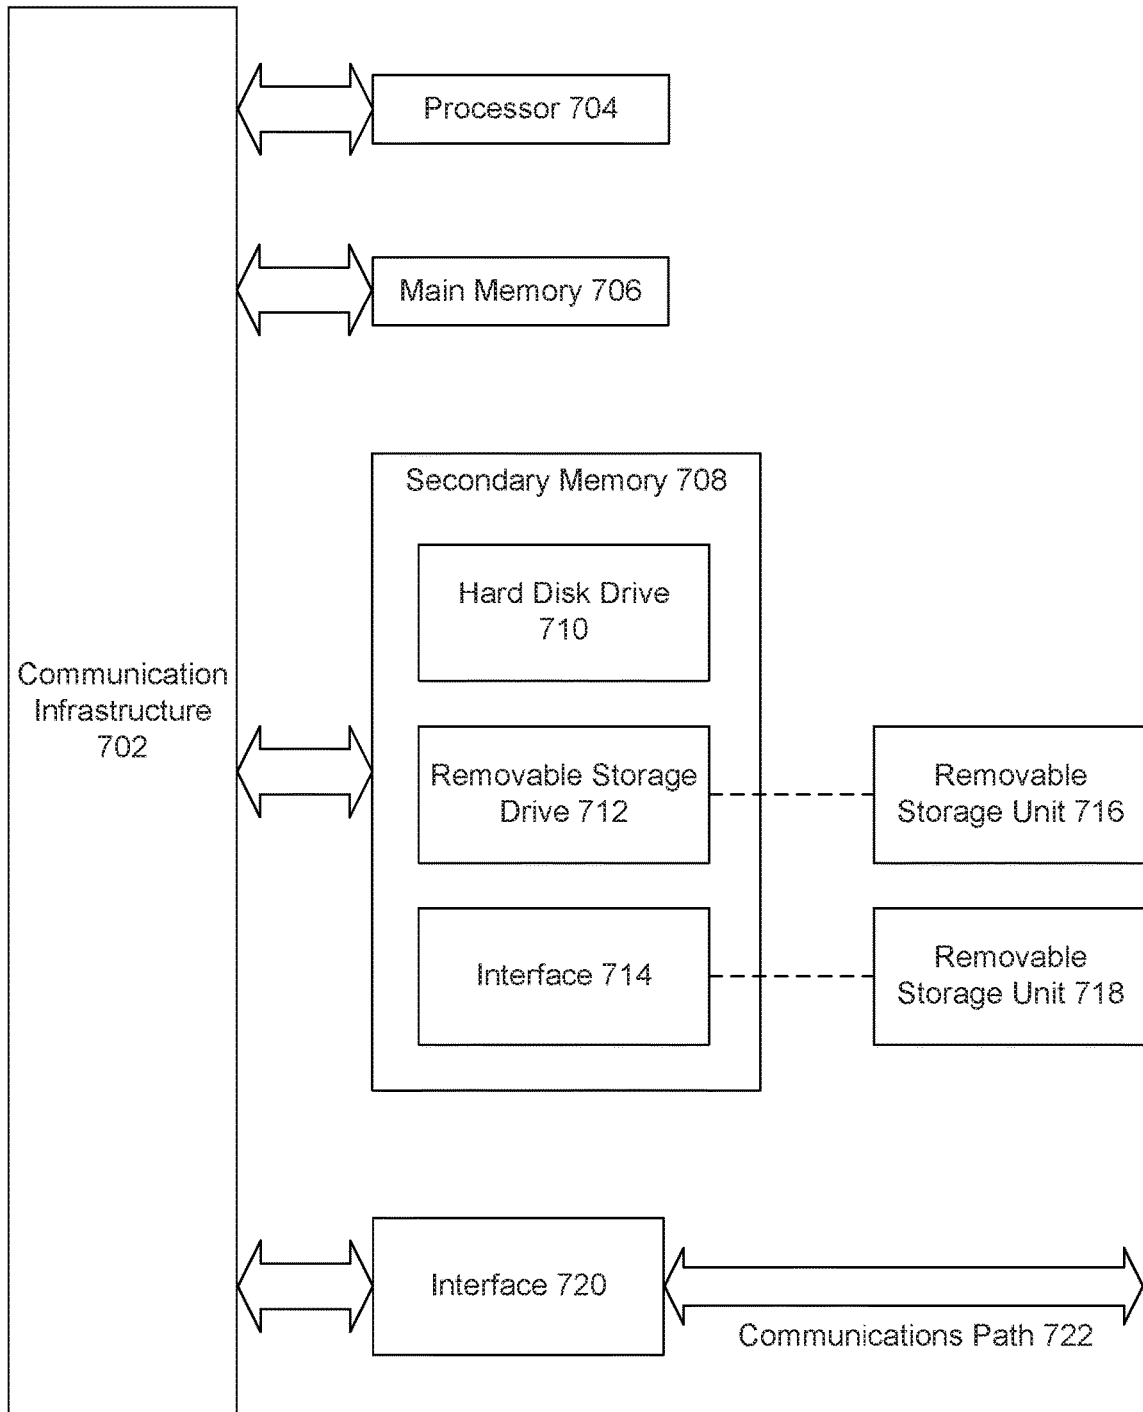 Processor 704
Main Memory 706
Secondary Memory 708
Hard Disk Drive
710
Communication
Infrastructure
702
Removable Storage
Drive 712
Removable
Storage Unit 716
Interface 714
Removable
Storage Unit 718
Interface 720
Communications Path 722